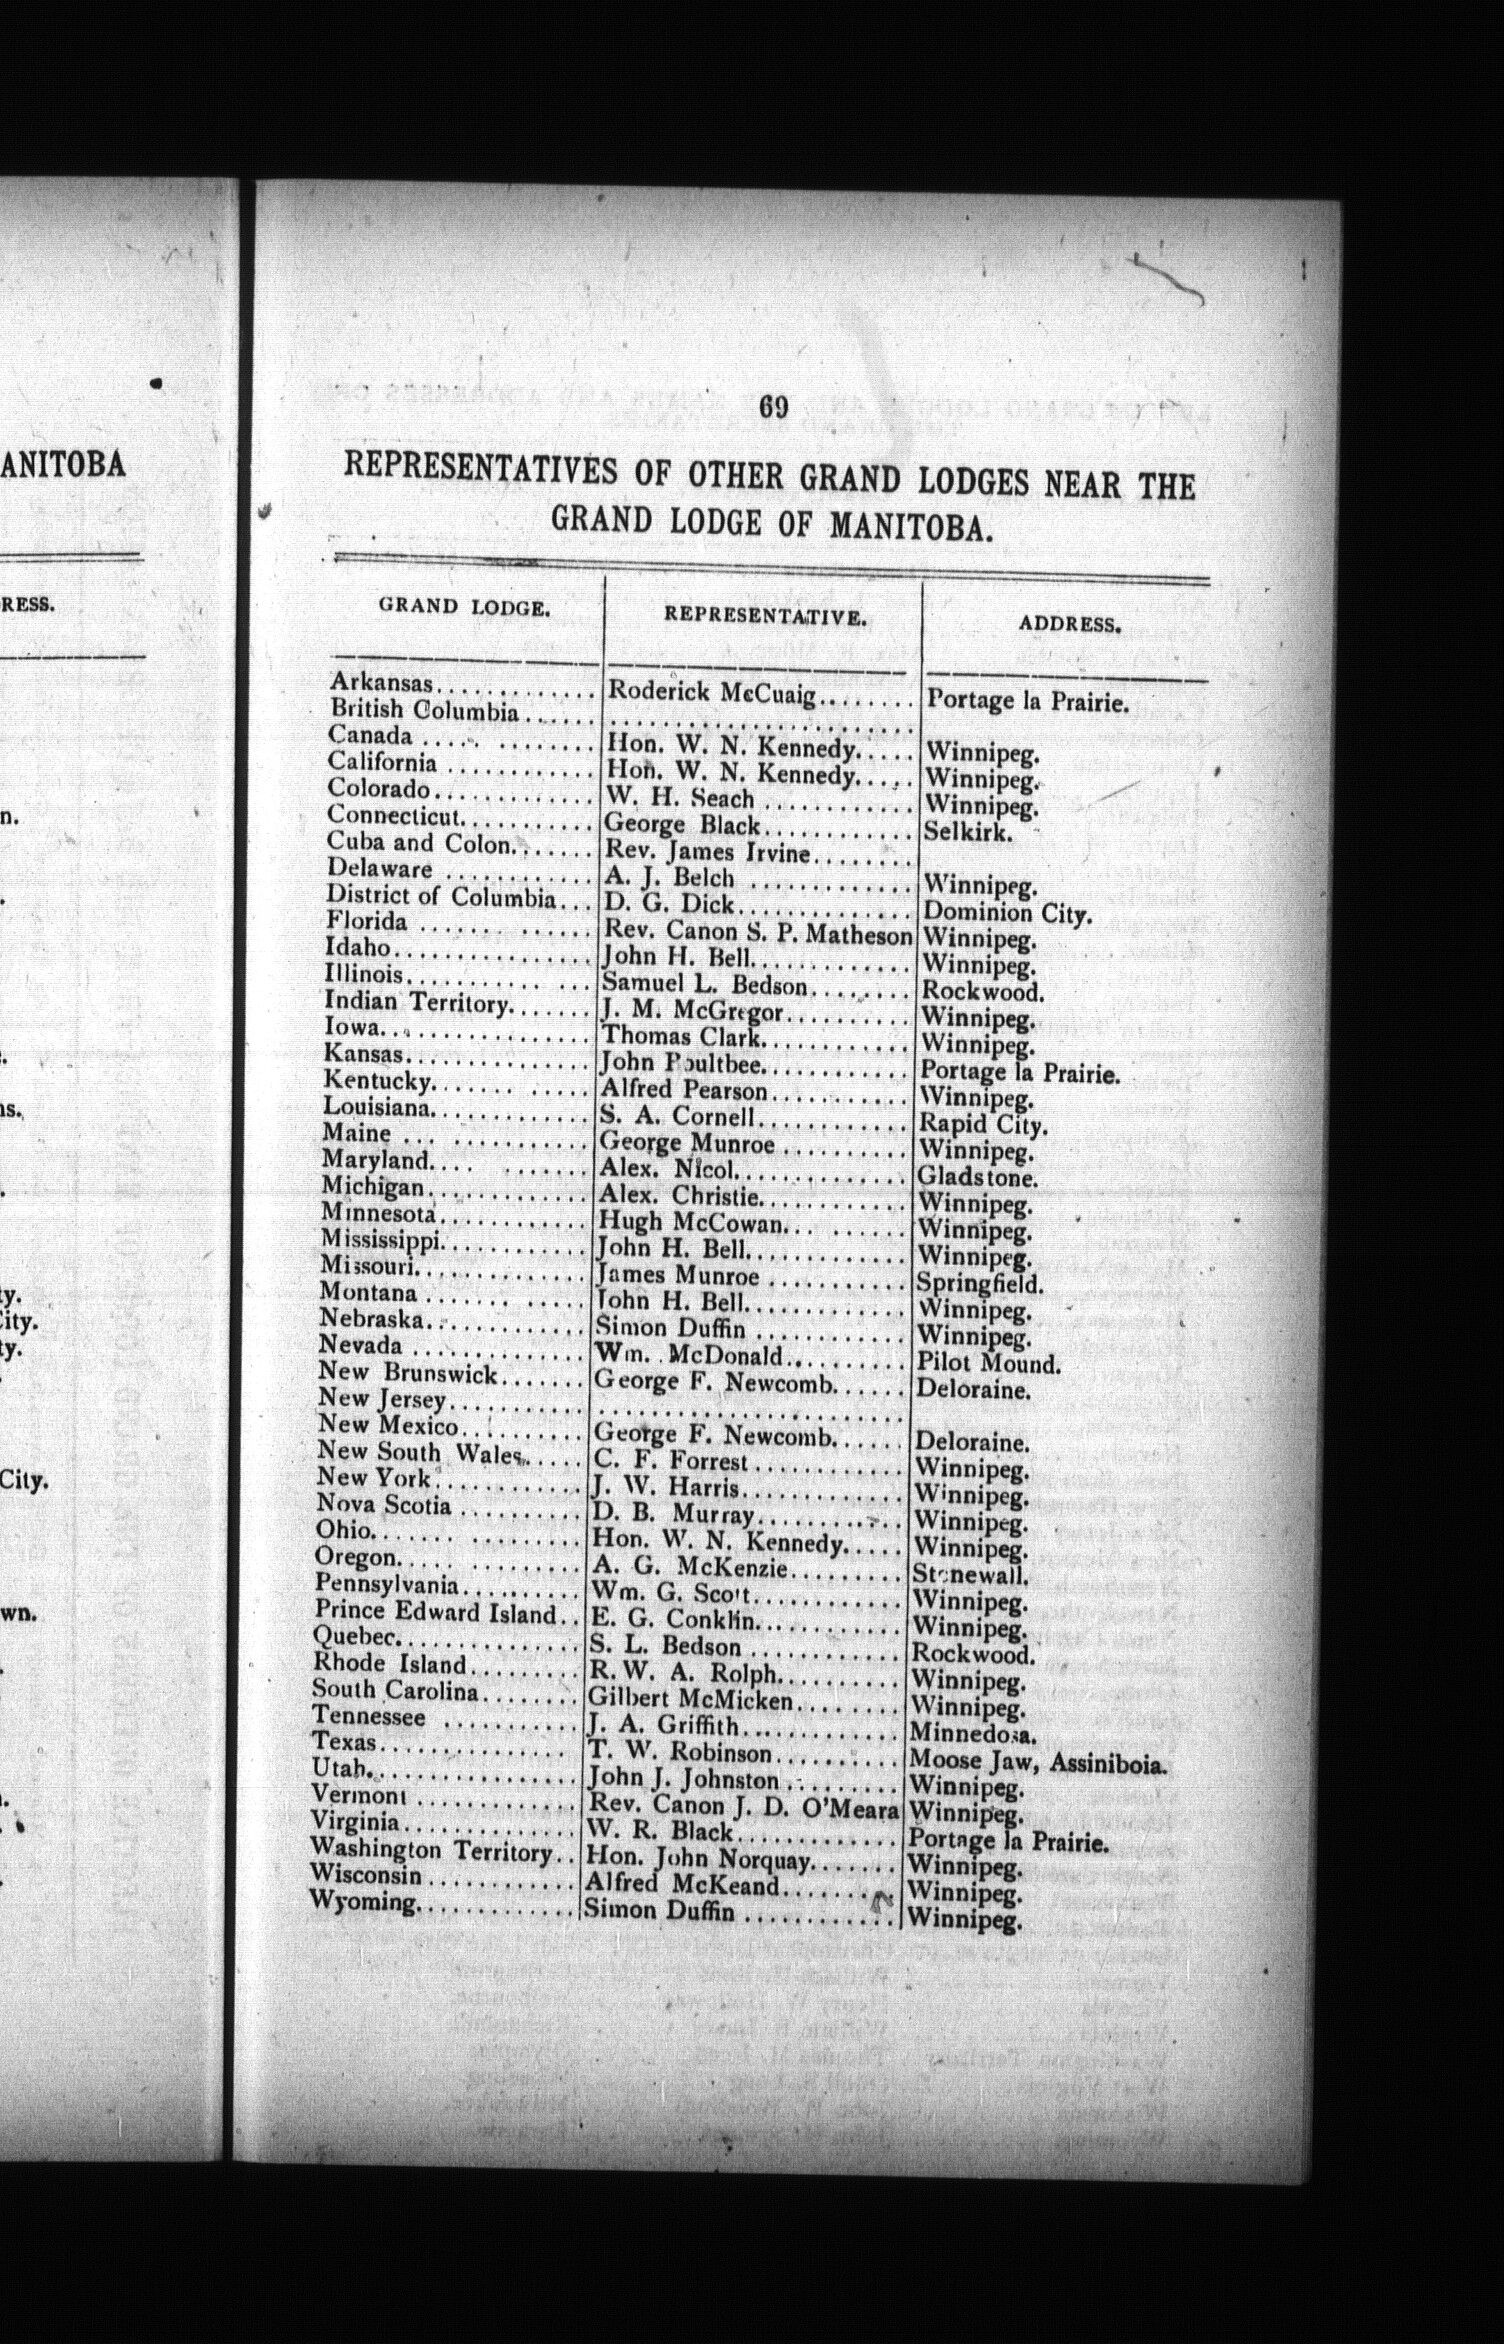 ANITOBA
RESS.
n.
ns.
ty.
City.
ty.
City.
wn.
69
REPRESENTATIVES OF OTHER GRAND LODGES NEAR THE
GRAND LODGE OF MANITOBA.
GRAND LODGE. REPRESENTATIVE. ADDRESS.
Arkansas............. Roderick McCuaig........ Portage la Prairie.
British Columbia...... ........................
Canada ............. Hon. W. N. Kennedy..... Winnipeg.
California ............ Hon. W. N. Kennedy..... Winnipeg.
Colorado............. W. H. Seach ............ Winnipeg.
Connecticut........... George Black............ Selkirk.
Cuba and Colon....... Rev. James Irvine........
Delaware ............ A. J. Belch ............. Winnipeg.
District of Columbia... D. G. Dick.............. Dominion City.
Florida ............. Rev. Canon S. P. Matheson Winnipeg.
Idaho................ John H. Bell............. Winnipeg.
Illinois.............. Samuel L. Bedson........ Rockwood.
Indian Territory....... J. M. McGregor.......... Winnipeg.
Iowa................. Thomas Clark............ Winnipeg.
Kansas............... John Poultbee............ Portage la Prairie.
Kentucky............ Alfred Pearson........... Winnipeg.
Louisiana............. S. A. Cornell............ Rapid City.
Maine .............. George Munroe .......... Winnipeg.
Maryland........... Alex. Nicol.............. Gladstone.
Michigan............. Alex. Christie............ Winnipeg.
Minnesota............ Hugh McCowan......... Winnipeg.
Mississippi............ John H. Bell............. Winnipeg.
Missouri.............. James Munroe ........... Springfield.
Montana ............ John H. Bell............. Winnipeg.
Nebraska............. Simon Duffin ............ Winnipeg.
Nevada .............. Wm. McDonald.......... Pilot Mound.
New Brunswick....... George F. Newcomb...... Deloraine.
New Jersey........... ........................
New Mexico.......... George F. Newcomb...... Deloraine.
New South Wales..... C. F. Forrest............ Winnipeg.
New York............ J. W. Harris............. Winnipeg.
Nova Scotia .......... D. B. Murray........... Winnipeg.
Ohio............... Hon. W. N. Kennedy..... Winnipeg.
Oregon............. A. G. McKenzie......... Stonewall.
Pennsylvania.......... Wm. G. Scott............ Winnipeg.
Prince Edward Island.. E. G. Conklin............ Winnipeg.
Quebec............... S. L. Bedson ............ Rockwood.
Rhode Island......... R. W. A. Rolph.......... Winnipeg.
South Carolina........ Gilbert McMicken........ Winnipeg.
Tennessee ........... J. A. Griffith............. Minnedosa.
Texas............... T. W. Robinson.......... Moose Jaw, Assiniboia.
Utah................. John J. Johnston ......... Winnipeg.
Vermont ............. Rev. Canon J. D. O'Meara Winnipeg.
Virginia.............. W. R. Black............. Portage la Prairie.
Washington Territory.. Hon. John Norquay....... Winnipeg.
Wisconsin ............ Alfred McKeand......... Winnipeg.
Wyoming............. Simon Duffin ............ Winnipeg.